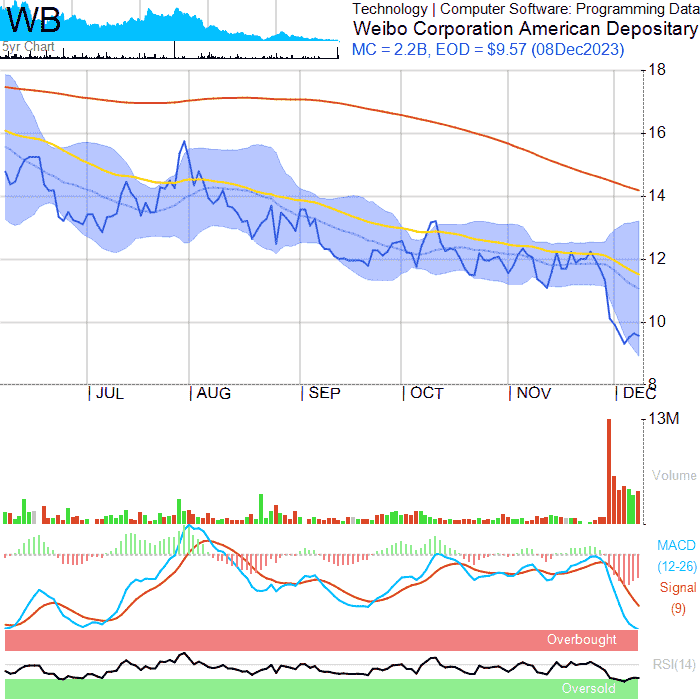 WB
5yr Chart
Technology | Computer Software: Programming Data
Weibo Corporation American Depositary
MC = 2.2B, EOD = $9.57 (08Dec2023)
18
16
14
12
10
8
JUL
AUG
SEP
OCT
NOV
DEC
13M
Volume
MACD
(12-26)
Signal
(9)
Overbought
RSI(14)
Oversold